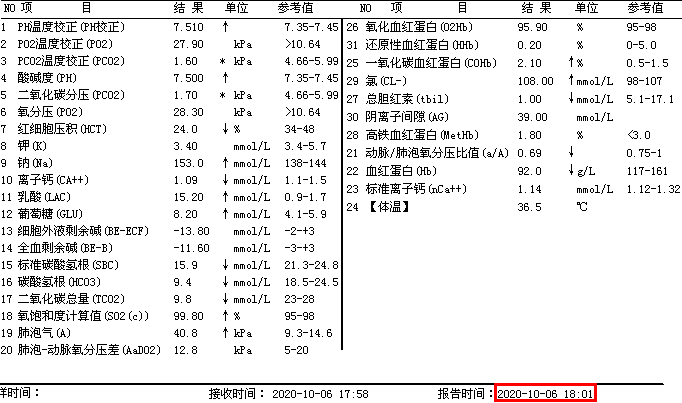 NO 项 目 结 果 单位 参考值
1 PH温度校正(PH校正) 7.510 ↑ 7.35-7.45
2 PO2温度校正(PO2) 27.90 kPa >10.64
3 PCO2温度校正(PCO2) 1.60 * kPa 4.66-5.99
4 酸碱度(PH) 7.500 ↑ 7.35-7.45
5 二氧化碳分压(PCO2) 1.70 * kPa 4.66-5.99
6 氧分压(PO2) 28.30 kPa >10.64
7 红细胞压积(HCT) 24.0 ↓ % 34-48
8 钾(K) 3.40 mmol/L 3.4-5.7
9 钠(Na) 153.0 ↑ mmol/L 138-144
10 离子钙(CA++) 1.09 ↓ mmol/L 1.1-1.5
11 乳酸(LAC) 15.20 ↑ mmol/L 0.9-1.7
12 葡萄糖(GLU) 8.20 ↑ mmol/L 4.1-5.9
13 细胞外液剩余碱(BE-ECF) -13.80 mmol/L -2-+3
14 全血剩余碱(BE-B) -11.60 mmol/L -3-+3
15 标准碳酸氢根(SBC) 15.9 ↓ mmol/L 21.3-24.8
16 碳酸氢根(HCO3) 9.4 ↓ mmol/L 18.5-24.5
17 二氧化碳总量(TCO2) 9.8 ↓ mmol/L 23-28
18 氧饱和度计算值(SO2(c)) 99.80 ↑ % 95-98
19 肺泡气(A) 40.8 ↑ kPa 9.3-14.6
20 肺泡-动脉氧分压差(AaDO2) 12.8 kPa 5-20
NO 项 目 结 果 单位 参考值
26 氧化血红蛋白(O2Hb) 95.90 % 95-98
31 还原性血红蛋白(HHb) 0.20 % 0-5.0
25 一氧化碳血红蛋白(COHb) 2.10 ↑ % 0.5-1.5
29 氯(CL-) 108.00 ↑ mmol/L 98-107
27 总胆红素(tbil) 1.00 ↓ mmol/L 5.1-17.1
30 阴离子间隙(AG) 39.00 mmol/L
28 高铁血红蛋白(MetHb) 1.80 % <3.0
21 动脉/肺泡氧分压比值(a/A) 0.69 ↓ 0.75-1
22 血红蛋白(Hb) 92.0 ↓ g/L 117-161
23 标准离子钙(nCa++) 1.14 mmol/L 1.12-1.32
24 【体温】 36.5 ℃
样时间: 接收时间: 2020-10-06 17:58 报告时间: 2020-10-06 18:01